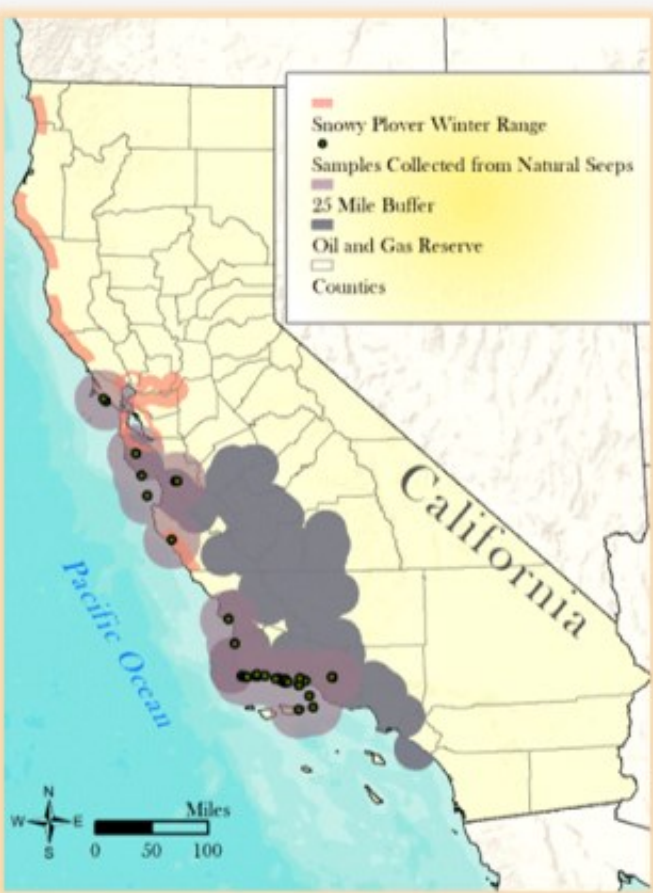 Snowy Plover Winter Range
Samples Collected from Natural Seeps
25 Mile Buffer
Oil and Gas Reserve
Counties
California
Pacific Ocean
N
W E
S
Miles
0 50 100